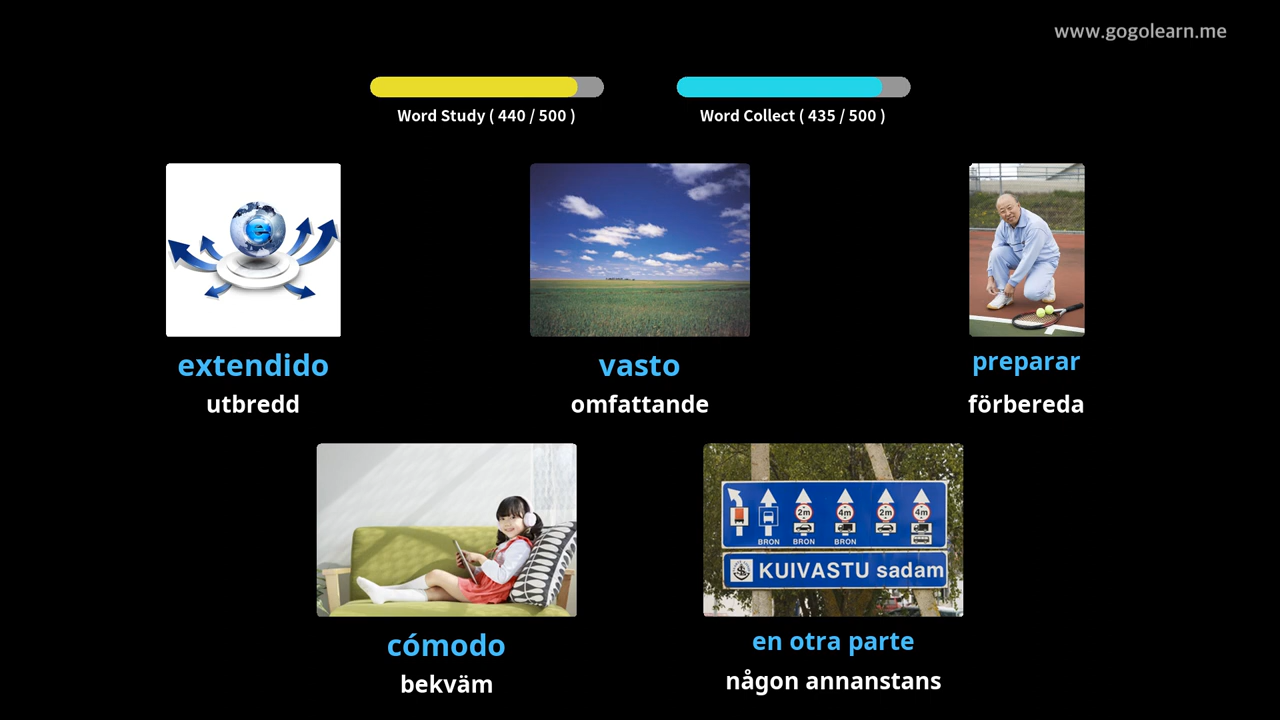 www.gogolearn.me
Word Study ( 440 / 500 )
Word Collect ( 435 / 500 )
e
extendido
utbredd
vasto
omfattande
preparar
förbereda
2m 4m 2m 4m
BRON BRON BRON
KUIVASTU sadam
cómodo
bekväm
en otra parte
någon annanstans